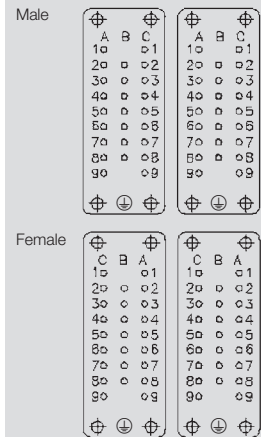 Male
A B C A B C
1 1 1 1
2 2 2 2
3 3 3 3
4 4 4 4
5 5 5 5
6 6 6 6
7 7 7 7
8 8 8 8
9 9 9 9
Female
C B A C B A
1 1 1 1
2 2 2 2
3 3 3 3
4 4 4 4
5 5 5 5
6 6 6 6
7 7 7 7
8 8 8 8
9 9 9 9